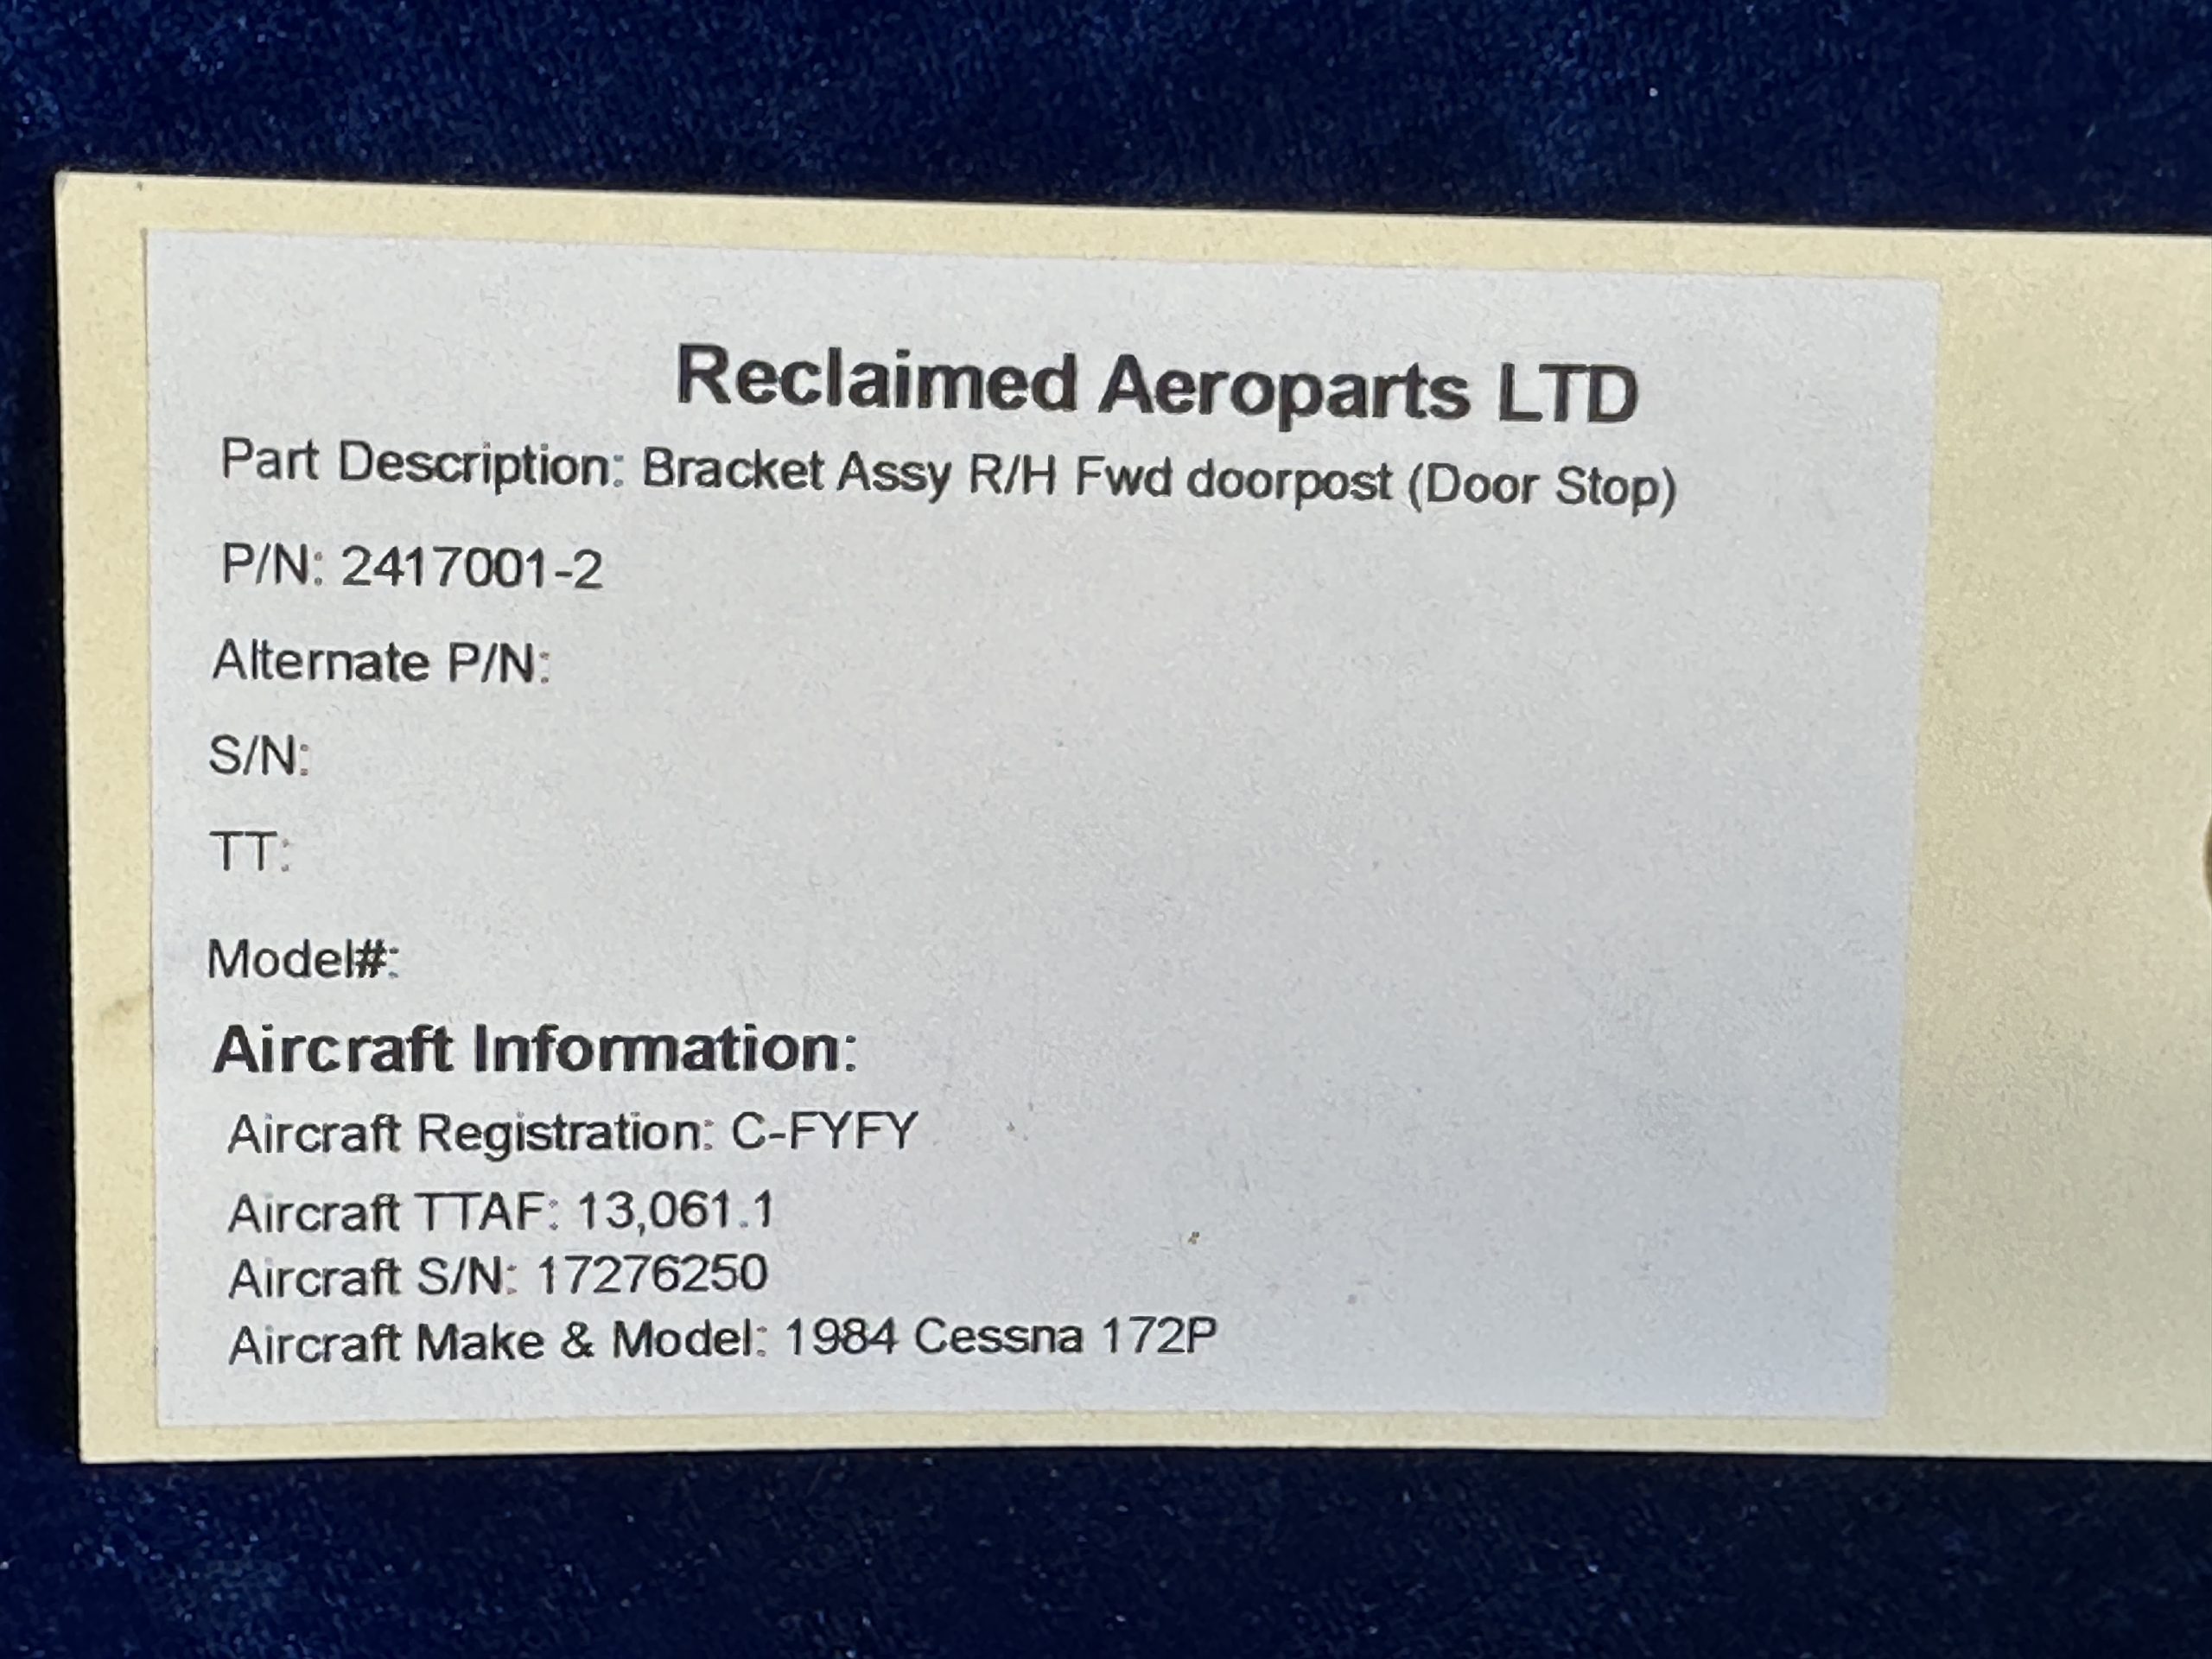 Reclaimed Aeroparts LTD
Part Description: Bracket Assy R/H Fwd doorpost (Door Stop)
P/N: 2417001-2
Alternate P/N:
S/N:
TT:
Model#:
Aircraft Information:
Aircraft Registration: C-FYFY
Aircraft TTAF: 13,061.1
Aircraft S/N: 17276250
Aircraft Make & Model: 1984 Cessna 172P